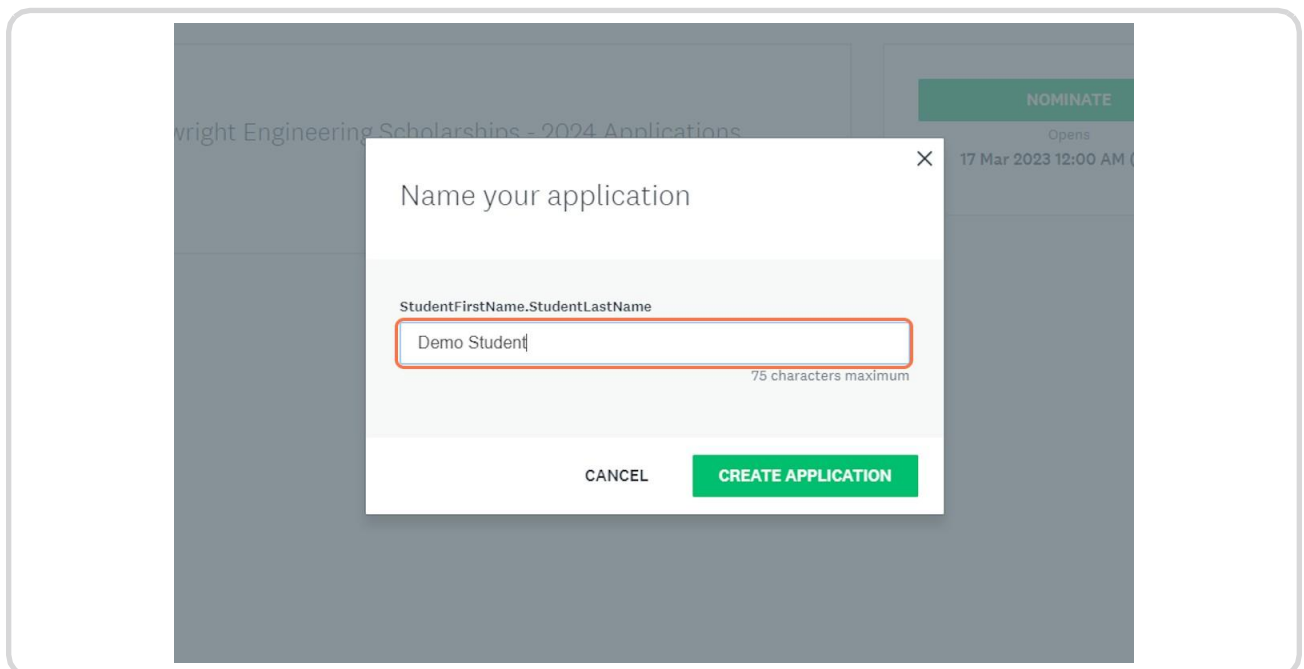 wright Engineering Scholarships - 2024 Applications
NOMINATE
Opens
17 Mar 2023 12:00 AM (
Name your application
StudentFirstName.StudentLastName
Demo Student
75 characters maximum
CANCEL
CREATE APPLICATION